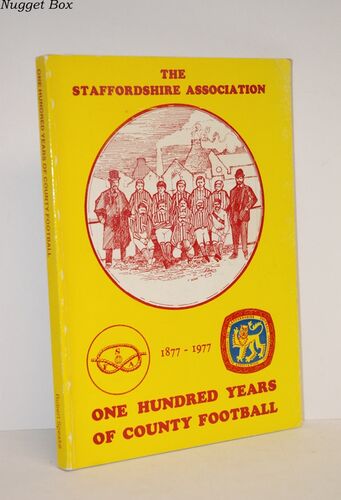 Nugget Box
THE
STAFFORDSHIRE ASSOCIATION
1877 - 1977
ONE HUNDRED YEARS
OF COUNTY FOOTBALL
ONE HUNDRED YEARS OF COUNTY FOOTBALL